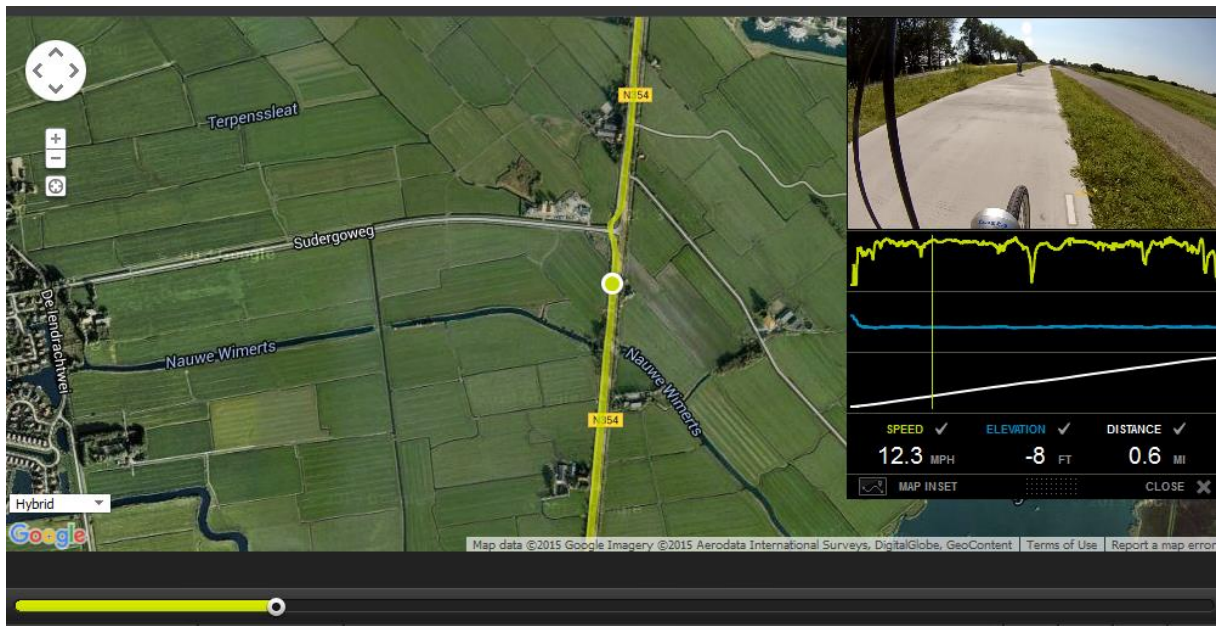 N354
Terpenssleat
Sudergoweg
De Iendrachtwei
Nauwe Wimerts
Nauwe Wimerts
N354
Hybrid
Google
Map data ©2015 Google Imagery ©2015 Aerodata International Surveys, DigitalGlobe, GeoContent
Terms of Use
Report a map error
SPEED ELEVATION DISTANCE
12.3 MPH -8 FT 0.6 MI
MAP INSET CLOSE